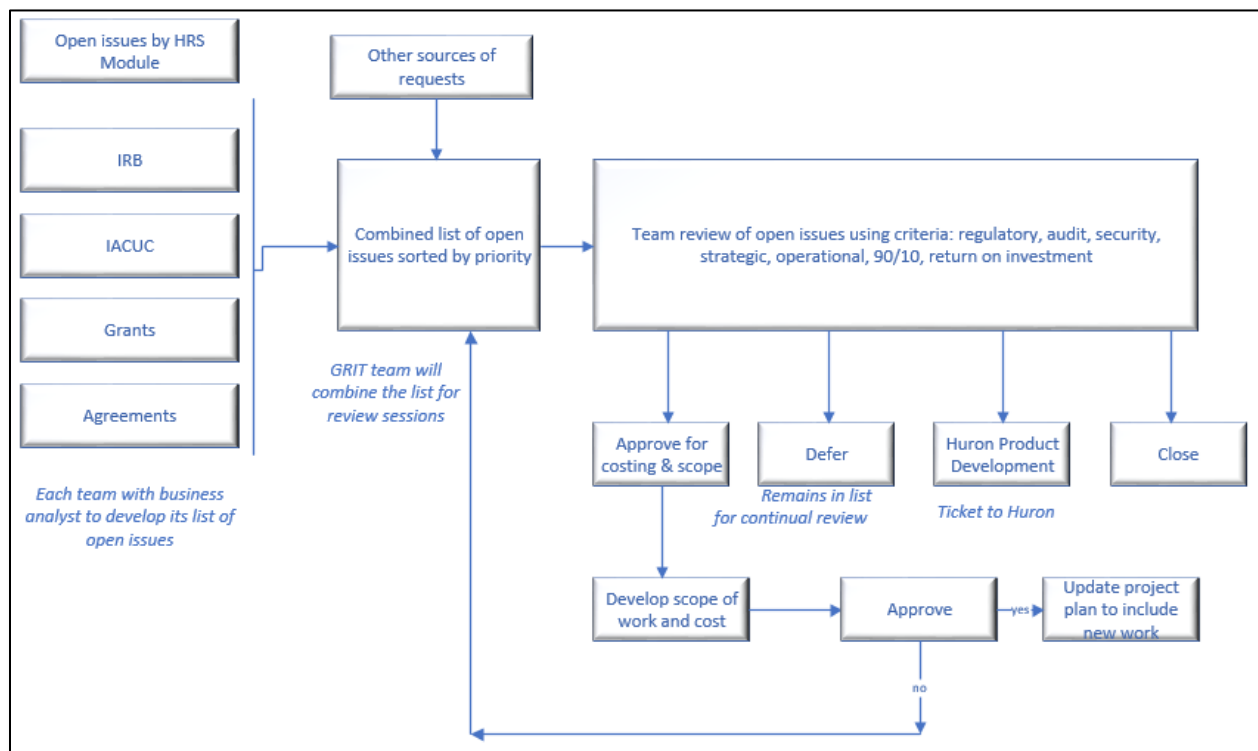 Open issues by HRS
Module
IRB
IACUC
Grants
Agreements
Each team with business
analyst to develop its list of
open issues
Other sources of
requests
Combined list of open
issues sorted by priority
GRIT team will
combine the list for
review sessions
Team review of open issues using criteria: regulatory, audit, security,
strategic, operational, 90/10, return on investment
Approve for
costing & scope
Defer
Remains in list
for continual review
Huron Product
Development
Ticket to Huron
Close
Develop scope of
work and cost
Approve
yes
Update project
plan to include
new work
no